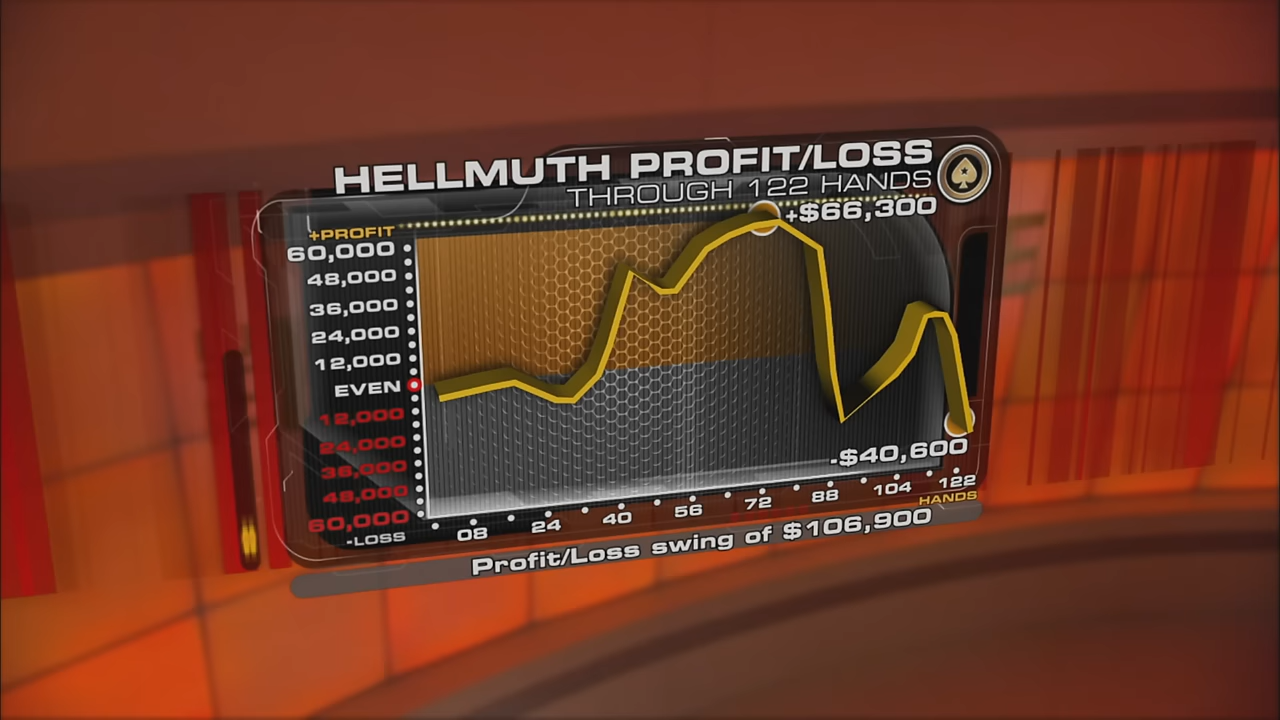 HELLMUTH PROFIT/LOSS
THROUGH 122 HANDS
+PROFIT
+$66,300
60,000
48,000
36,000
24,000
12,000
EVEN
12,000
24,000
36,000
48,000
60,000
-LOSS
-$40,600
08 24 40 56 72 88 104 122
HANDS
Profit/Loss swing of $106,900